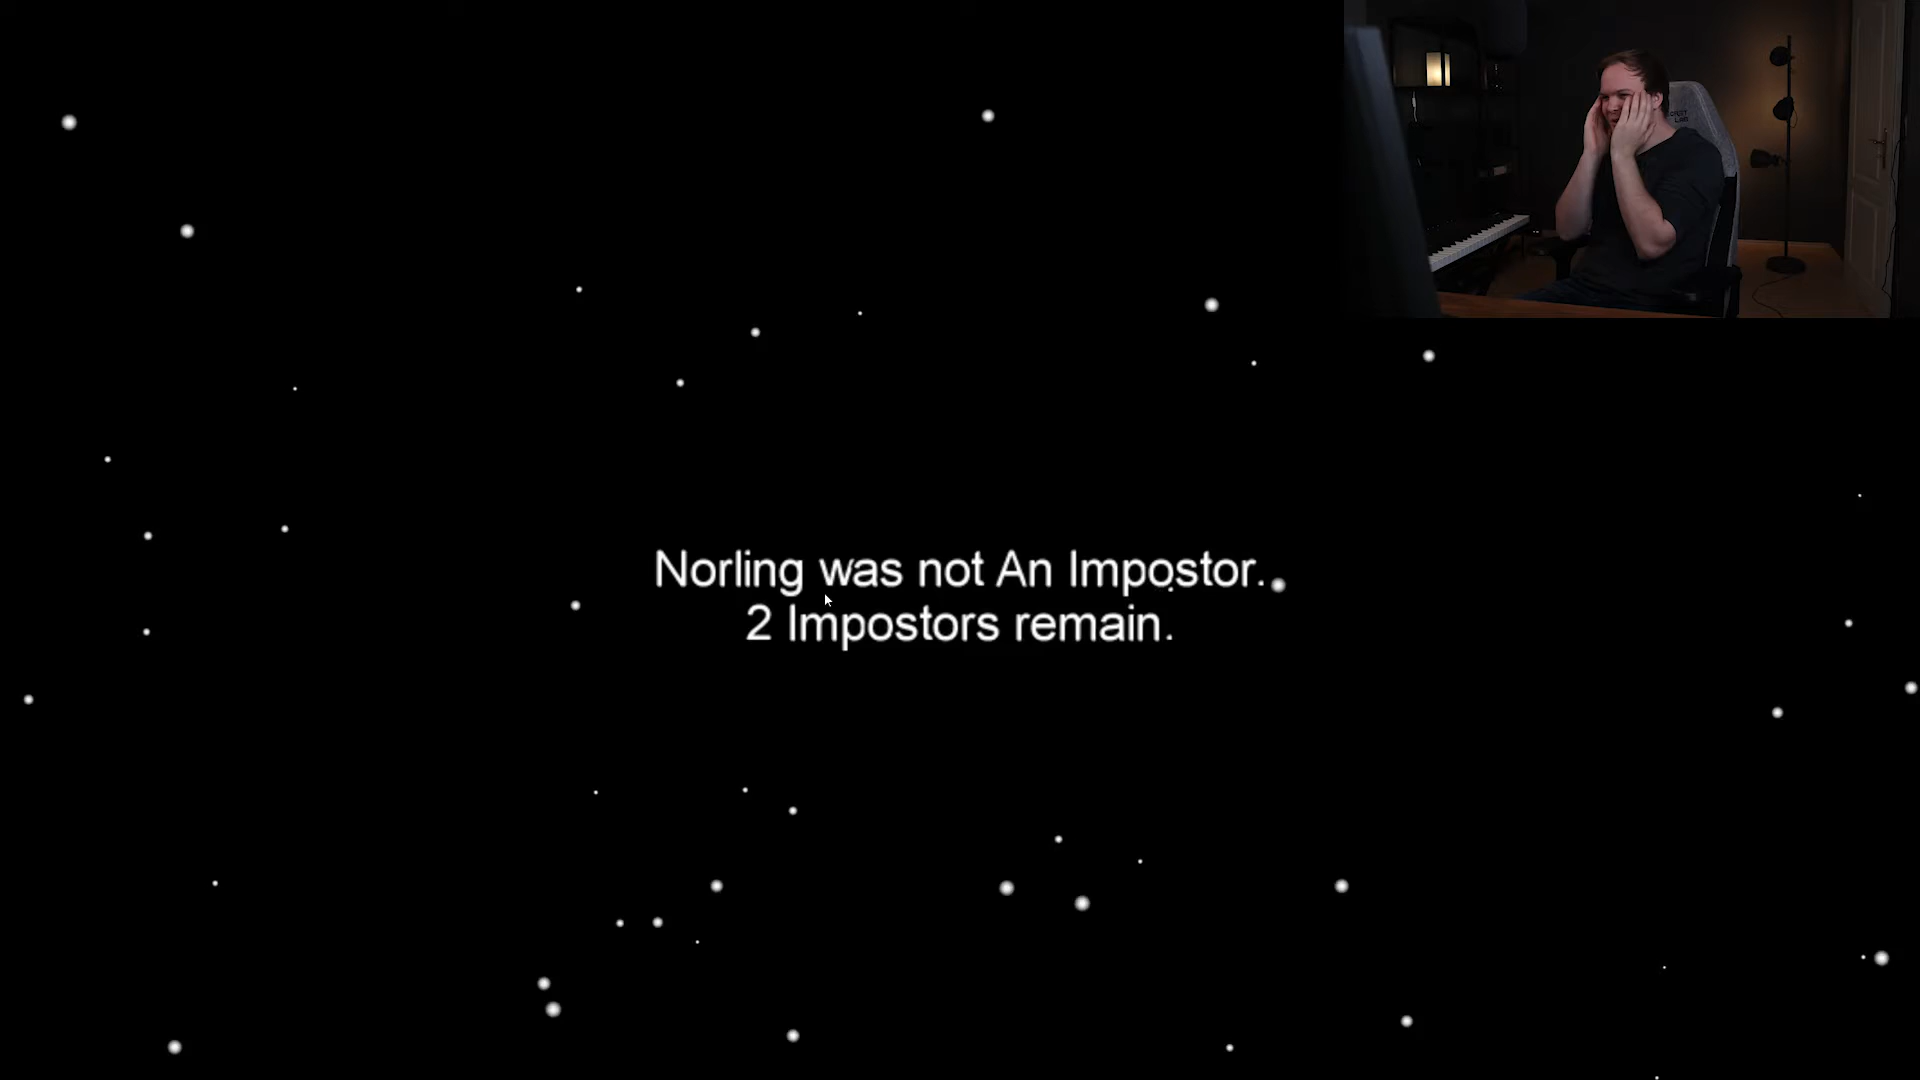 Norling was not An Impostor.
2 Impostors remain.